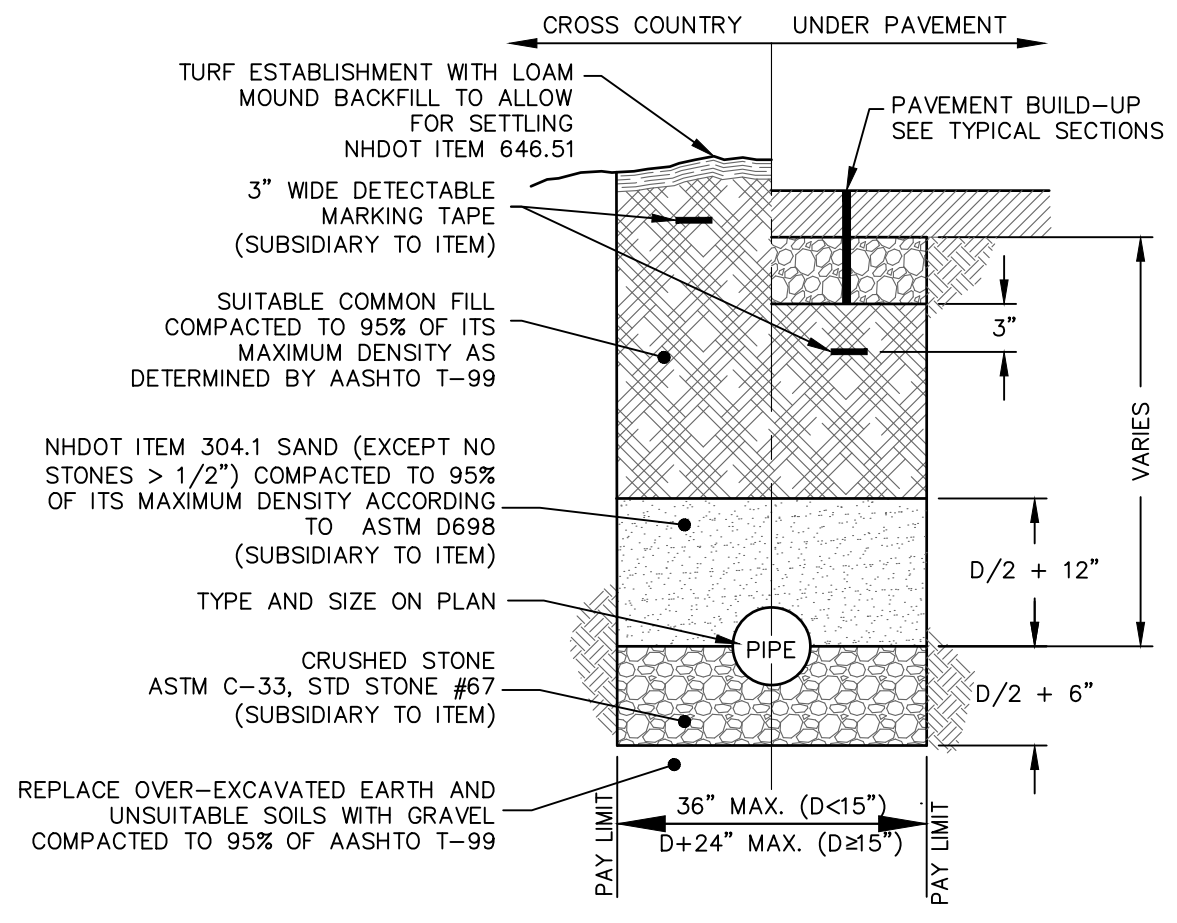 CROSS COUNTRY
UNDER PAVEMENT
TURF ESTABLISHMENT WITH LOAM
MOUND BACKFILL TO ALLOW
FOR SETTLING
NHDOT ITEM 646.51
PAVEMENT BUILD-UP
SEE TYPICAL SECTIONS
3" WIDE DETECTABLE
MARKING TAPE
(SUBSIDIARY TO ITEM)
SUITABLE COMMON FILL
COMPACTED TO 95% OF ITS
MAXIMUM DENSITY AS
DETERMINED BY AASHTO T-99
3"
VARIES
NHDOT ITEM 304.1 SAND (EXCEPT NO
STONES > 1/2") COMPACTED TO 95%
OF ITS MAXIMUM DENSITY ACCORDING
TO ASTM D698
(SUBSIDIARY TO ITEM)
D/2 + 12"
TYPE AND SIZE ON PLAN
PIPE
CRUSHED STONE
ASTM C-33, STD STONE #67
(SUBSIDIARY TO ITEM)
D/2 + 6"
REPLACE OVER-EXCAVATED EARTH AND
UNSUITABLE SOILS WITH GRAVEL
COMPACTED TO 95% OF AASHTO T-99
PAY LIMIT
36" MAX. (D<15")
D+24" MAX. (D≥15")
PAY LIMIT